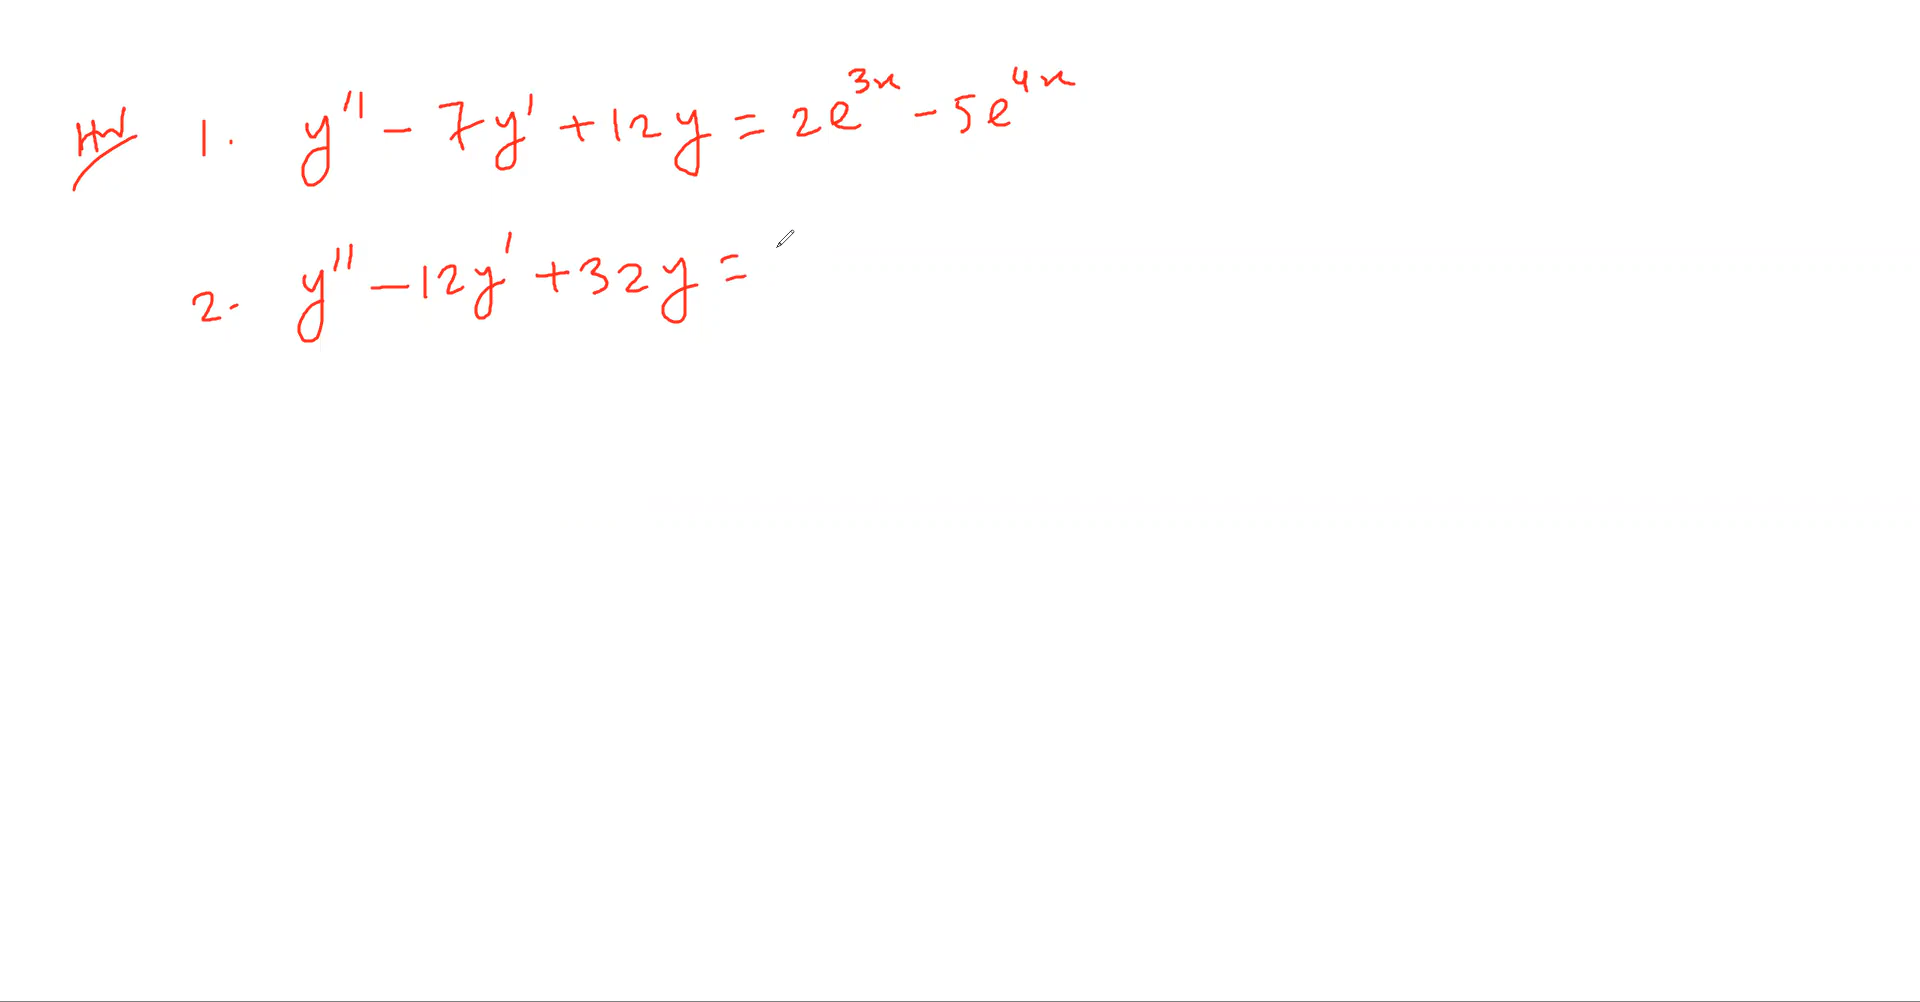 HW 1. y'' - 7y' + 12y = 2e^{3x} - 5e^{4x}
2. y'' - 12y' + 32y =